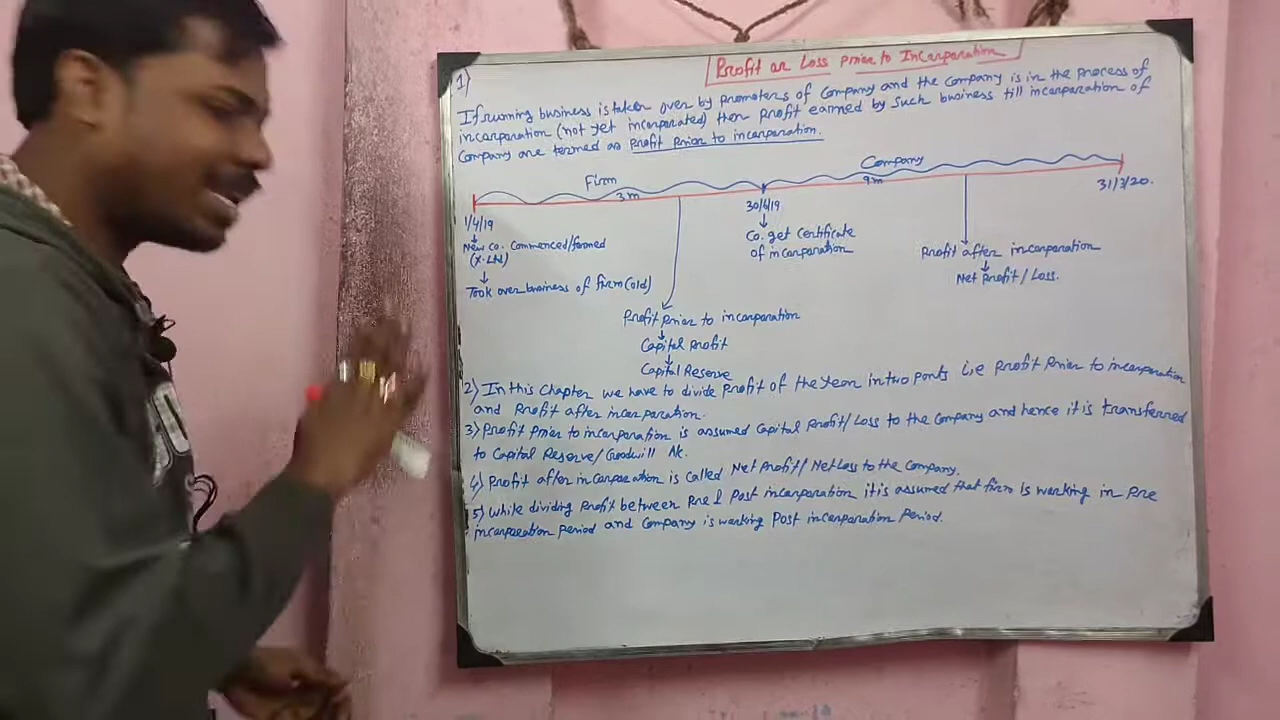 Profit or Loss Prior to Incorporation
1)
If running business is taken over by promoters of Company and the Company is in the process of
incorporation (not yet incorporated) then profit earned by such business till incorporation of
Company are termed as Profit Prior to incorporation.
Firm
Company
3m
9m
1/4/19
30/6/19
31/3/20.
New co. commenced/formed
(X.Ltd)
Took over business of firm (old)
Co. get certificate
of incorporation
Profit after incorporation
Net Profit / Loss.
Profit Prior to incorporation
Capital Profit
Capital Reserve
2) In this Chapter we have to divide Profit of the Year in two parts i,e Profit Prior to incorporation
and Profit after incorporation.
3) Profit Prior to incorporation is assumed Capital Profit/Loss to the Company and hence it is transferred
to Capital Reserve/Goodwill A/c.
4) Profit after incorporation is called Net Profit/Net Loss to the Company.
5) While dividing Profit between Pre & Post incorporation it is assumed that firm is working in Pre
incorporation Period and Company is working Post incorporation Period.